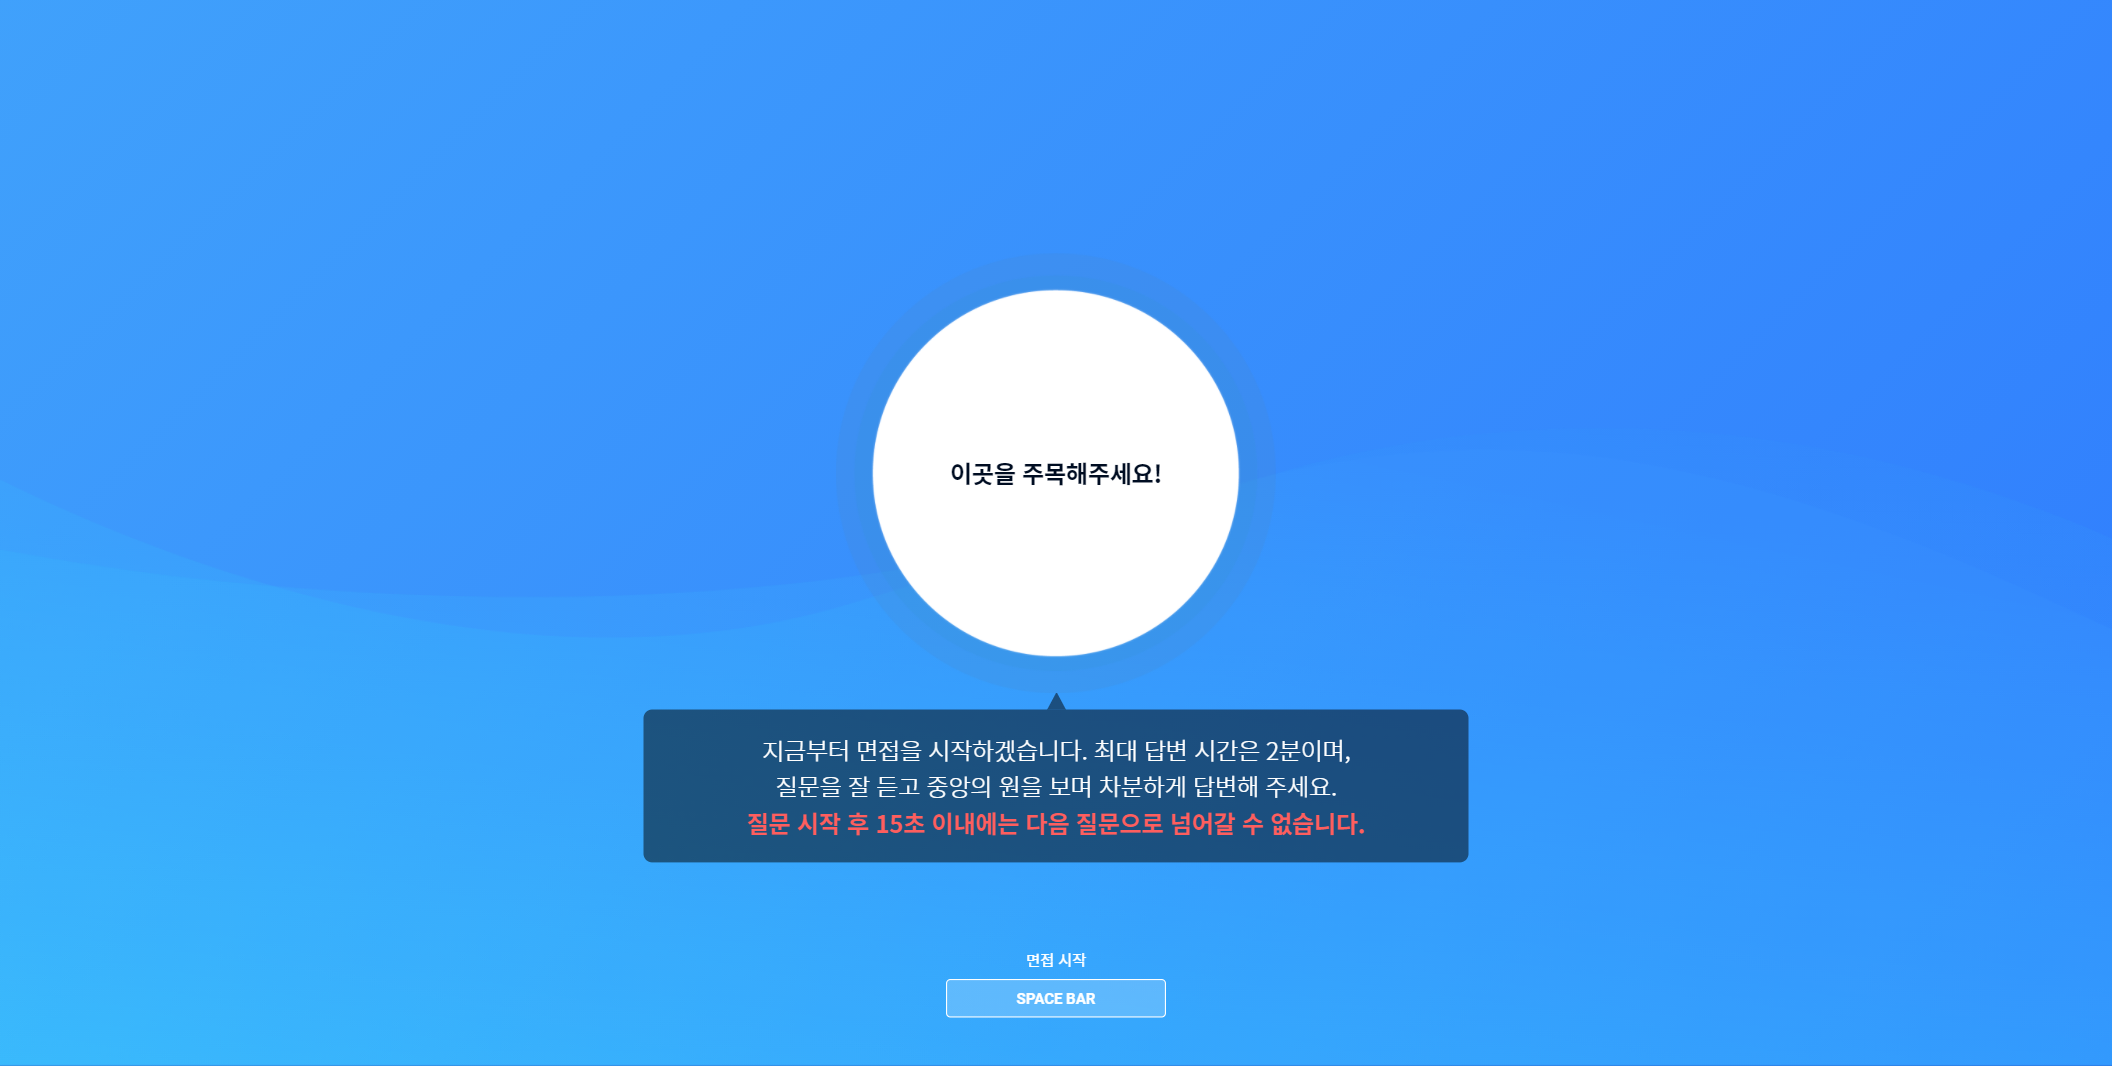 이곳을 주목해주세요!
지금부터 면접을 시작하겠습니다. 최대 답변 시간은 2분이며,
질문을 잘 듣고 중앙의 원을 보며 차분하게 답변해 주세요.
질문 시작 후 15초 이내에는 다음 질문으로 넘어갈 수 없습니다.
면접 시작
SPACE BAR